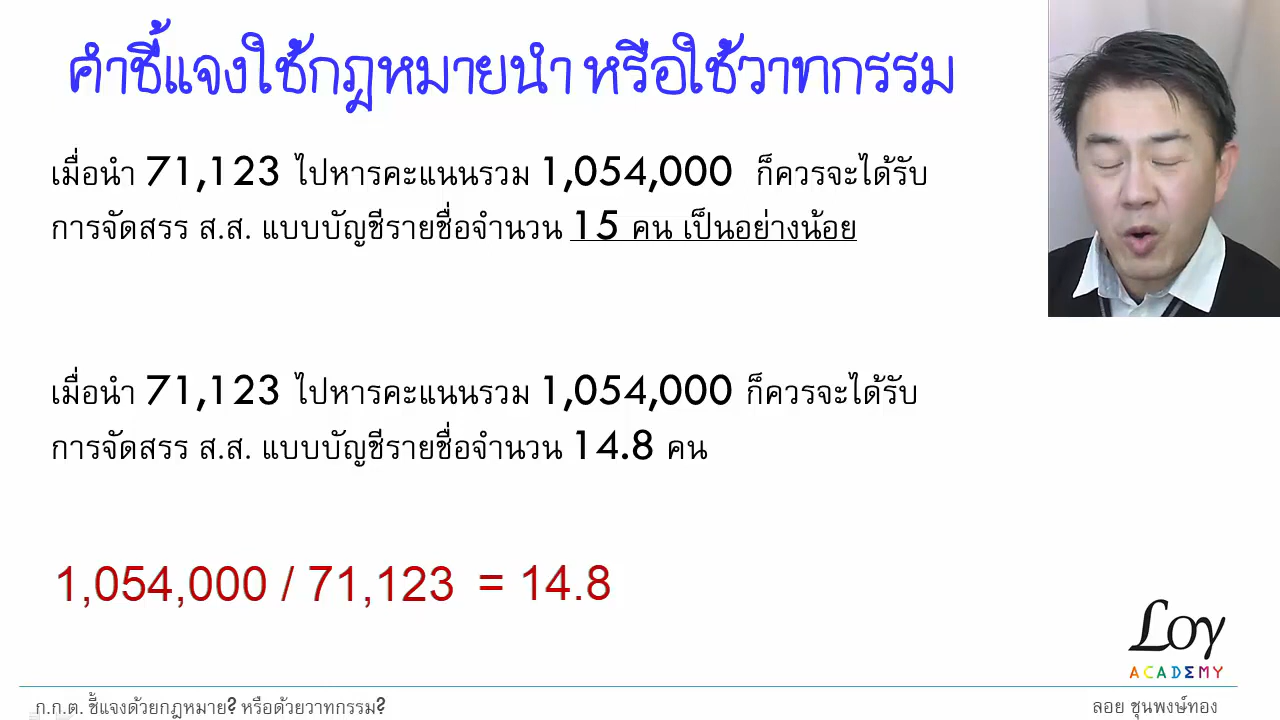 คำชี้แจงใช้กฎหมายนำ หรือใช้วาทกรรม
เมื่อนำ 71,123 ไปหารคะแนนรวม 1,054,000 ก็ควรจะได้รับ
การจัดสรร ส.ส. แบบบัญชีรายชื่อจำนวน 15 คน เป็นอย่างน้อย
เมื่อนำ 71,123 ไปหารคะแนนรวม 1,054,000 ก็ควรจะได้รับ
การจัดสรร ส.ส. แบบบัญชีรายชื่อจำนวน 14.8 คน
1,054,000 / 71,123 = 14.8
Loy
ACADEMY
ก.ก.ต. ชี้แจงด้วยกฎหมาย? หรือด้วยวาทกรรม?
ลอย ชุนพงษ์ทอง